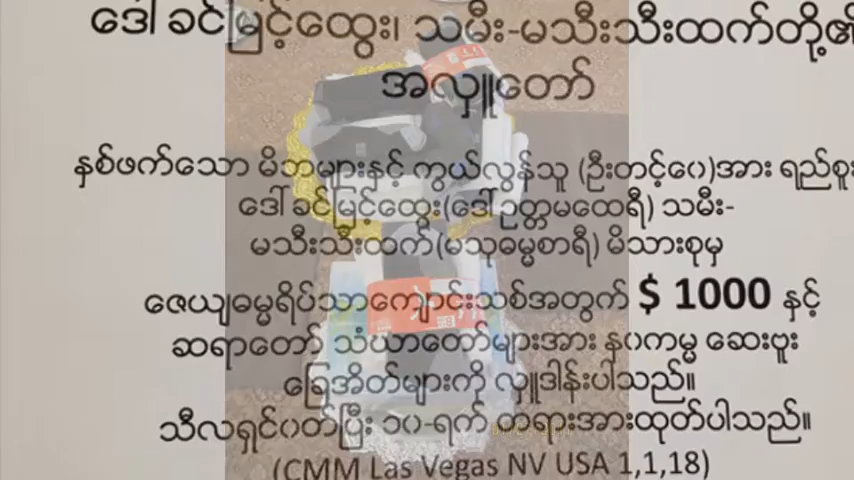 ဒေါ်ခင်မြင့်ထွေး၊ သမီး-မသီးသီးထက်တို့၏
အလှူတော်
နှစ်ဖက်သော မိဘများနှင့် ကွယ်လွန်သူ (ဦးတင့်ဝေ)အား ရည်စူး
ဒေါ်ခင်မြင့်ထွေး(ဒေါ်ဥတ္တမထေရီ) သမီး-
မသီးသီးထက်(မသုဓမ္မစာရီ) မိသားစုမှ
ဇေယျဓမ္မရိပ်သာကျောင်းသစ်အတွက် $ 1000 နှင့်
ဆရာတော် သံဃာတော်များအား နဝကမ္မ ဆေးဗူး
ခြေအိတ်များကို လှူဒါန်းပါသည်။
သီလရှင်ဝတ်ပြီး ၁၀-ရက် တရားအားထုတ်ပါသည်။
(CMM Las Vegas NV USA 1,1,18)